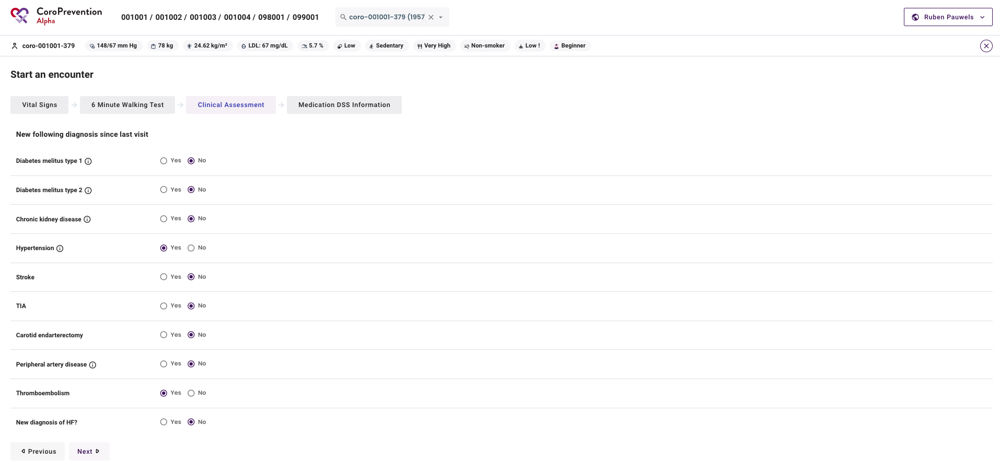 CoroPrevention
Alpha
001001 / 001002 / 001003 / 001004 / 098001 / 099001
coro-001001-379 (1957
Ruben Pauwels
coro-001001-379
148/67 mm Hg
78 kg
24.62 kg/m²
LDL: 67 mg/dL
5.7 %
Low
Sedentary
Very High
Non-smoker
Low !
Beginner
Start an encounter
Vital Signs
6 Minute Walking Test
Clinical Assessment
Medication DSS Information
New following diagnosis since last visit
Diabetes melitus type 1 Yes No
Diabetes melitus type 2 Yes No
Chronic kidney disease Yes No
Hypertension Yes No
Stroke Yes No
TIA Yes No
Carotid endarterectomy Yes No
Peripheral artery disease Yes No
Thromboembolism Yes No
New diagnosis of HF? Yes No
Previous
Next